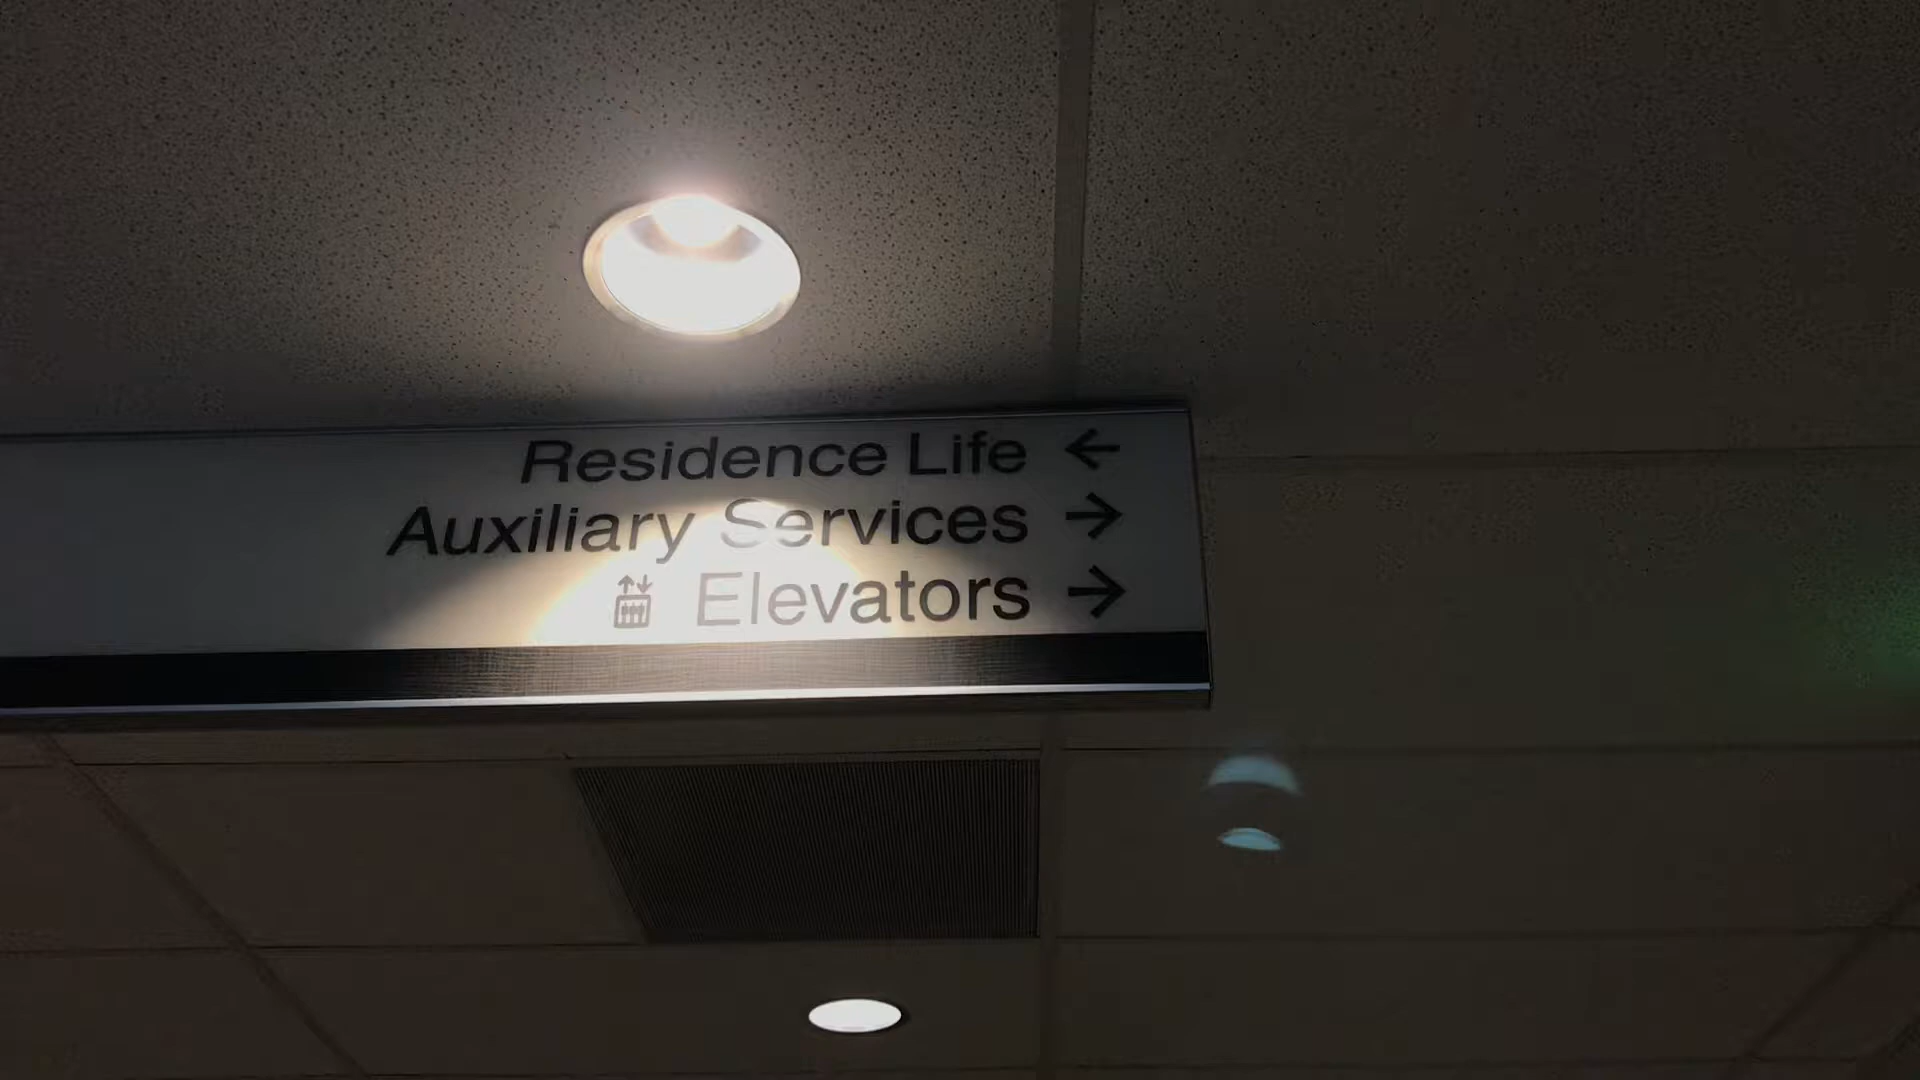 Residence Life ←
Auxiliary Services →
Elevators →